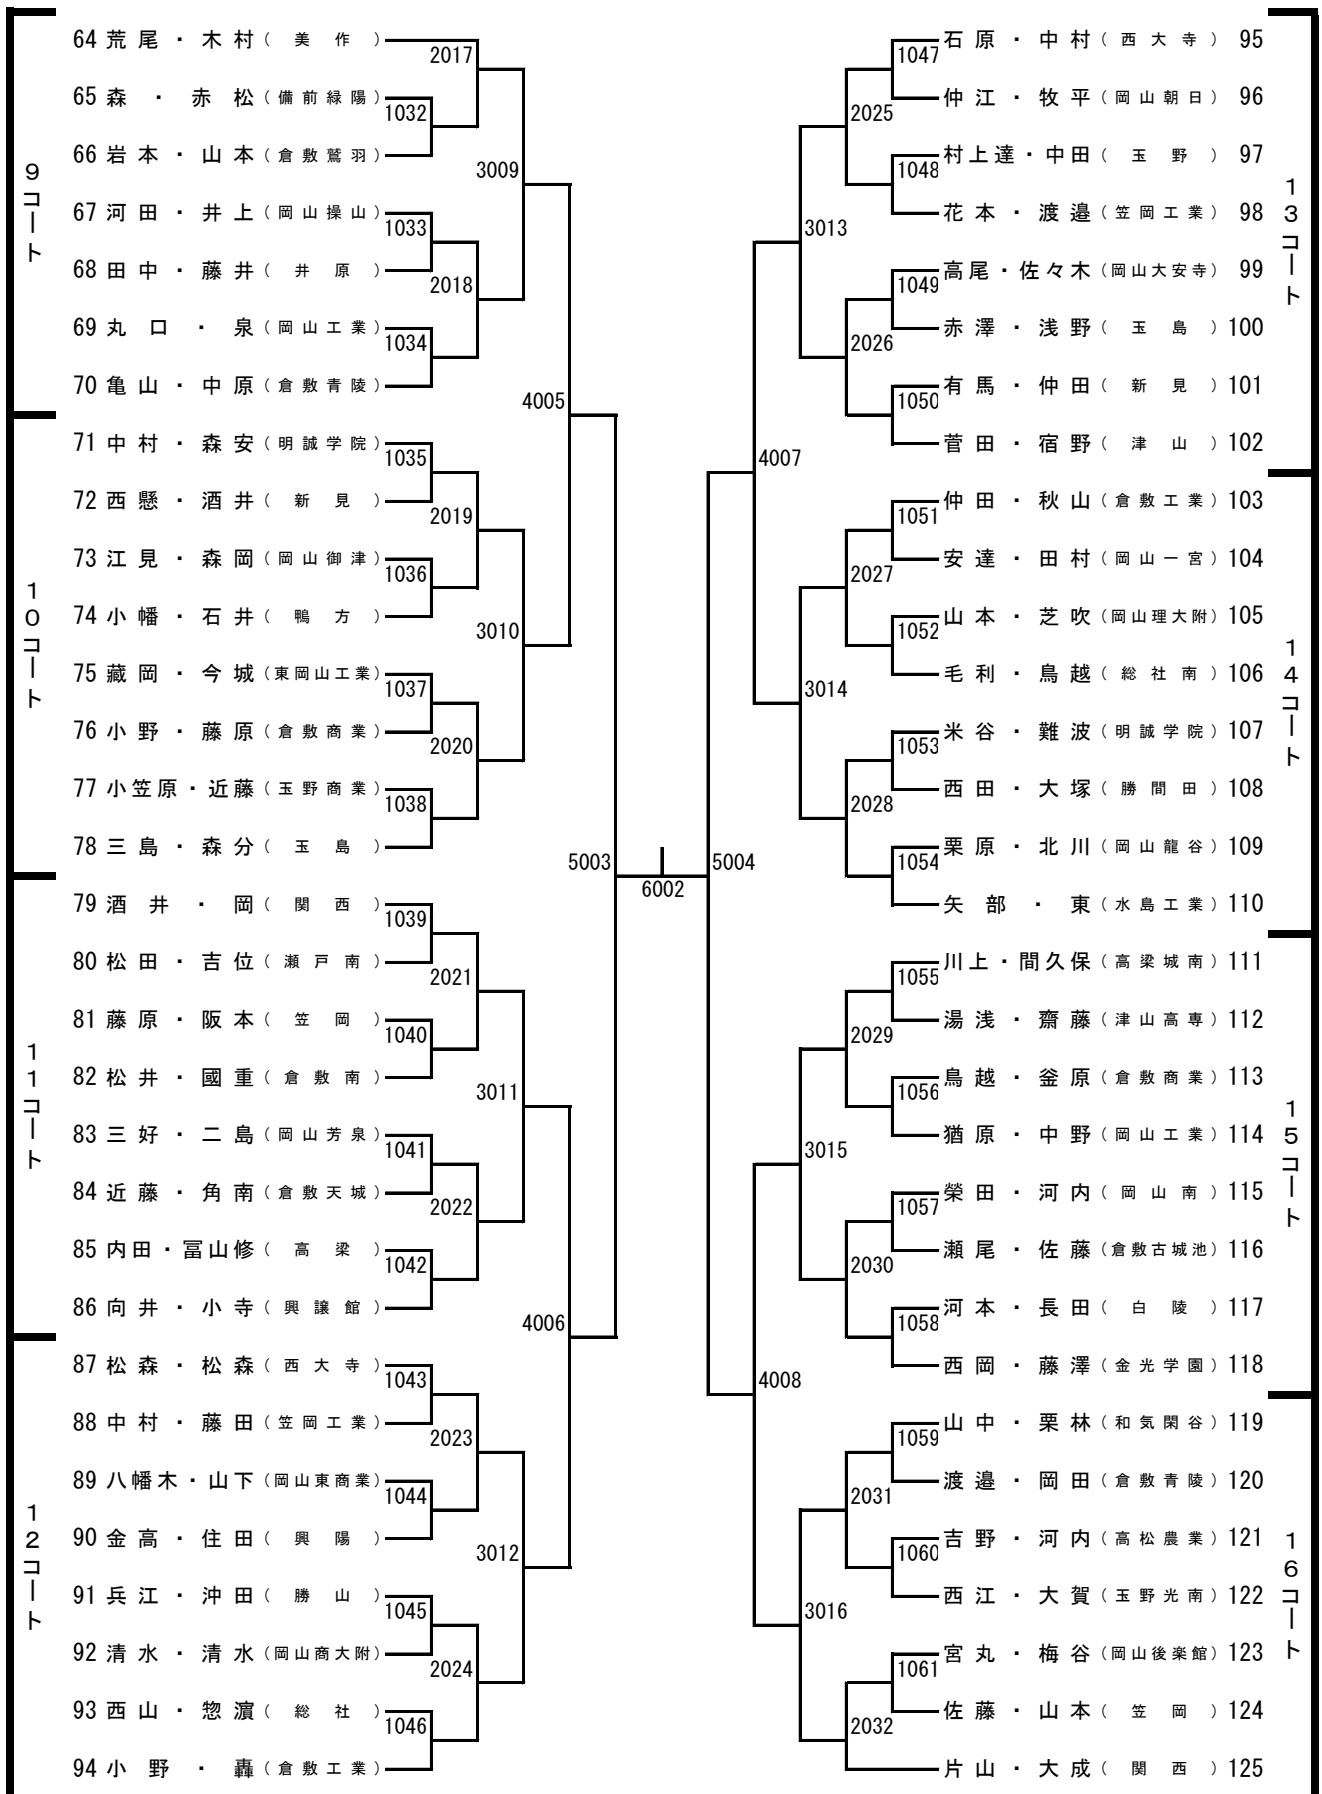 9コート
64 荒尾・木村（美作）
2017
65 森・赤松（備前緑陽）
1032
66 岩本・山本（倉敷鷲羽）
3009
67 河田・井上（岡山操山）
1033
68 田中・藤井（井原）
2018
69 丸口・泉（岡山工業）
1034
70 亀山・中原（倉敷青陵）
4005
10コート
71 中村・森安（明誠学院）
1035
72 西懸・酒井（新見）
2019
73 江見・森岡（岡山御津）
1036
74 小幡・石井（鴨方）
3010
75 藏岡・今城（東岡山工業）
1037
76 小野・藤原（倉敷商業）
2020
77 小笠原・近藤（玉野商業）
1038
78 三島・森分（玉島）
5003
11コート
79 酒井・岡（関西）
1039
80 松田・吉位（瀬戸南）
2021
81 藤原・阪本（笠岡）
1040
82 松井・國重（倉敷南）
3011
83 三好・二島（岡山芳泉）
1041
84 近藤・角南（倉敷天城）
2022
85 内田・冨山修（高梁）
1042
86 向井・小寺（興譲館）
4006
12コート
87 松森・松森（西大寺）
1043
88 中村・藤田（笠岡工業）
2023
89 八幡木・山下（岡山東商業）
1044
90 金高・住田（興陽）
3012
91 兵江・沖田（勝山）
1045
92 清水・清水（岡山商大附）
2024
93 西山・惣濵（総社）
1046
94 小野・轟（倉敷工業）
6002
13コート
石原・中村（西大寺） 95
1047
仲江・牧平（岡山朝日） 96
2025
村上達・中田（玉野） 97
1048
花本・渡邉（笠岡工業） 98
3013
高尾・佐々木（岡山大安寺） 99
1049
赤澤・浅野（玉島） 100
2026
有馬・仲田（新見） 101
1050
菅田・宿野（津山） 102
4007
14コート
仲田・秋山（倉敷工業） 103
1051
安達・田村（岡山一宮） 104
2027
山本・芝吹（岡山理大附） 105
1052
毛利・鳥越（総社南） 106
3014
米谷・難波（明誠学院） 107
1053
西田・大塚（勝間田） 108
2028
栗原・北川（岡山龍谷） 109
1054
矢部・東（水島工業） 110
5004
15コート
川上・間久保（高梁城南） 111
1055
湯浅・齋藤（津山高専） 112
2029
鳥越・釜原（倉敷商業） 113
1056
猶原・中野（岡山工業） 114
3015
榮田・河内（岡山南） 115
1057
瀬尾・佐藤（倉敷古城池） 116
2030
河本・長田（白陵） 117
1058
西岡・藤澤（金光学園） 118
4008
16コート
山中・栗林（和気閑谷） 119
1059
渡邉・岡田（倉敷青陵） 120
2031
吉野・河内（高松農業） 121
1060
西江・大賀（玉野光南） 122
3016
宮丸・梅谷（岡山後楽館） 123
1061
佐藤・山本（笠岡） 124
2032
片山・大成（関西） 125